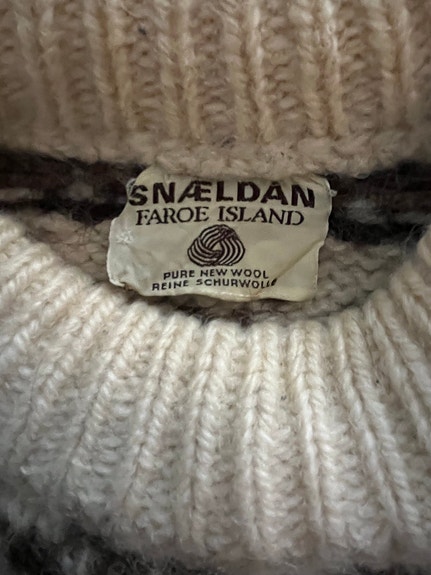 SNÆLDAN
FAROE ISLAND
PURE NEW WOOL
REINE SCHURWOLLE